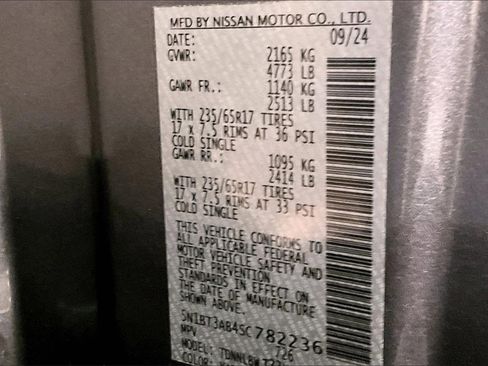 MFD BY NISSAN MOTOR CO., LTD.
DATE: 09/24
GVWR: 2165 KG
4773 LB
GAWR FR.: 1140 KG
2513 LB
WITH 235/65R17 TIRES
17 x 7.5 RIMS AT 36 PSI
COLD SINGLE
GAWR RR.: 1095 KG
2414 LB
WITH 235/65R17 TIRES
17 x 7.5 RIMS AT 33 PSI
COLD SINGLE
THIS VEHICLE CONFORMS TO
ALL APPLICABLE FEDERAL
MOTOR VEHICLE SAFETY AND
THEFT PREVENTION
STANDARDS IN EFFECT ON
THE DATE OF MANUFACTURE
SHOWN ABOVE
5N1BT3AB4SC782236
MPV 726
MODEL:
COLOR: